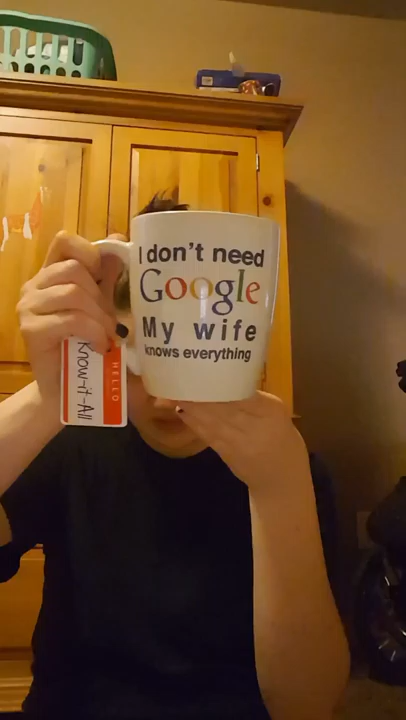 I don't need
Google
My wife
knows everything
HELLO
Know-it-All